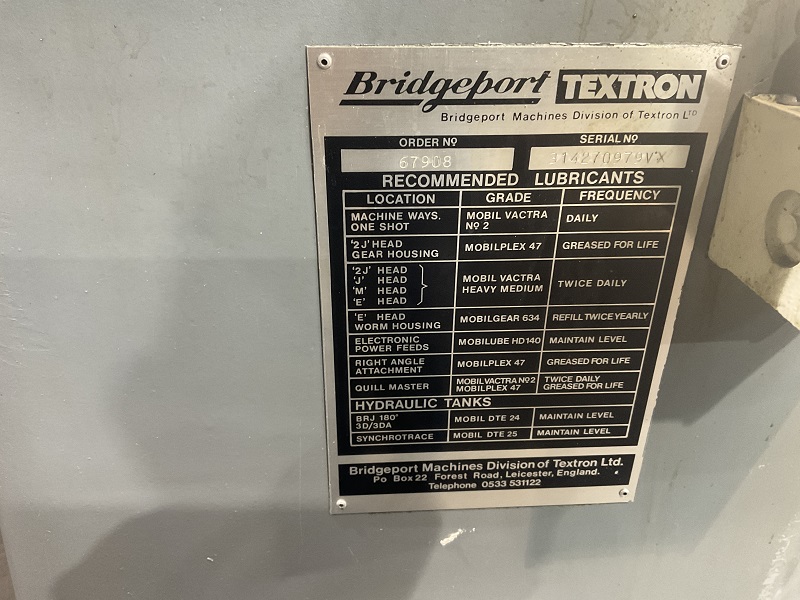 Bridgeport TEXTRON
Bridgeport Machines Division of Textron LTD
ORDER Nº SERIAL Nº
67908
RECOMMENDED LUBRICANTS
LOCATION GRADE FREQUENCY
MACHINE WAYS. ONE SHOT MOBIL VACTRA Nº 2 DAILY
'2J' HEAD GEAR HOUSING MOBILPLEX 47 GREASED FOR LIFE
'2J' HEAD
'J' HEAD
'M' HEAD
'E' HEAD
MOBIL VACTRA HEAVY MEDIUM TWICE DAILY
'E' HEAD WORM HOUSING MOBILGEAR 634 REFILL TWICE YEARLY
ELECTRONIC POWER FEEDS MOBILUBE HD140 MAINTAIN LEVEL
RIGHT ANGLE ATTACHMENT MOBILPLEX 47 GREASED FOR LIFE
QUILL MASTER MOBIL VACTRA Nº2 MOBILPLEX 47 TWICE DAILY GREASED FOR LIFE
HYDRAULIC TANKS
BRJ 180° 3D/3DA MOBIL DTE 24 MAINTAIN LEVEL
SYNCHROTRACE MOBIL DTE 25 MAINTAIN LEVEL
Bridgeport Machines Division of Textron Ltd.
Po Box 22 Forest Road, Leicester, England.
Telephone 0533 531122